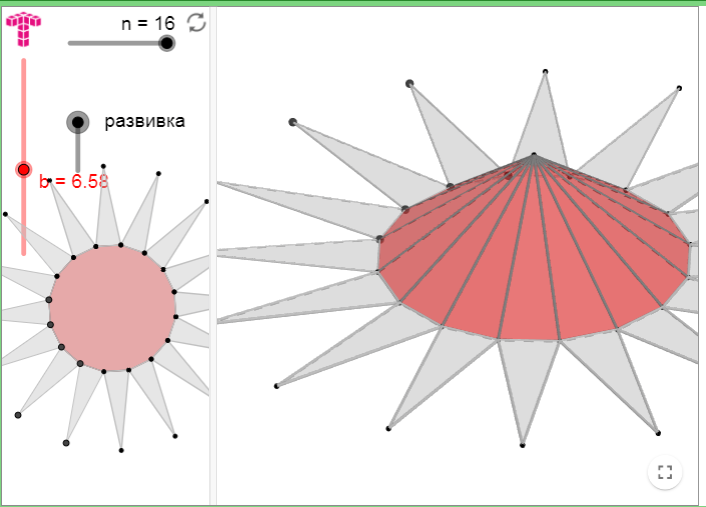 n = 16
развивка
b = 6.58